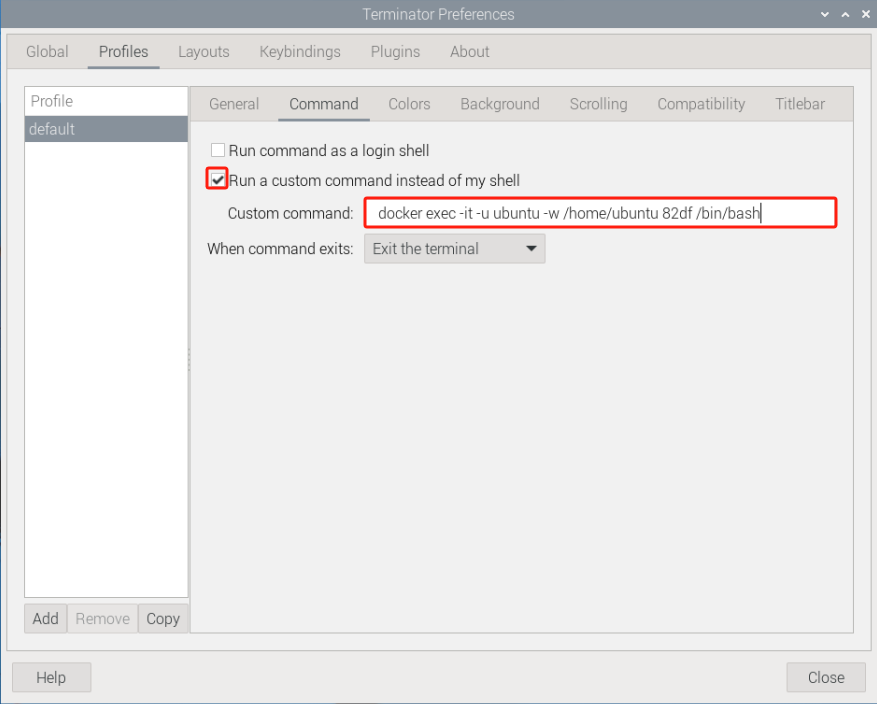 Terminator Preferences
Global Profiles Layouts Keybindings Plugins About
Profile
default
General Command Colors Background Scrolling Compatibility Titlebar
Run command as a login shell
Run a custom command instead of my shell
Custom command: docker exec -it -u ubuntu -w /home/ubuntu 82df /bin/bash
When command exits: Exit the terminal
Add Remove Copy
Help Close